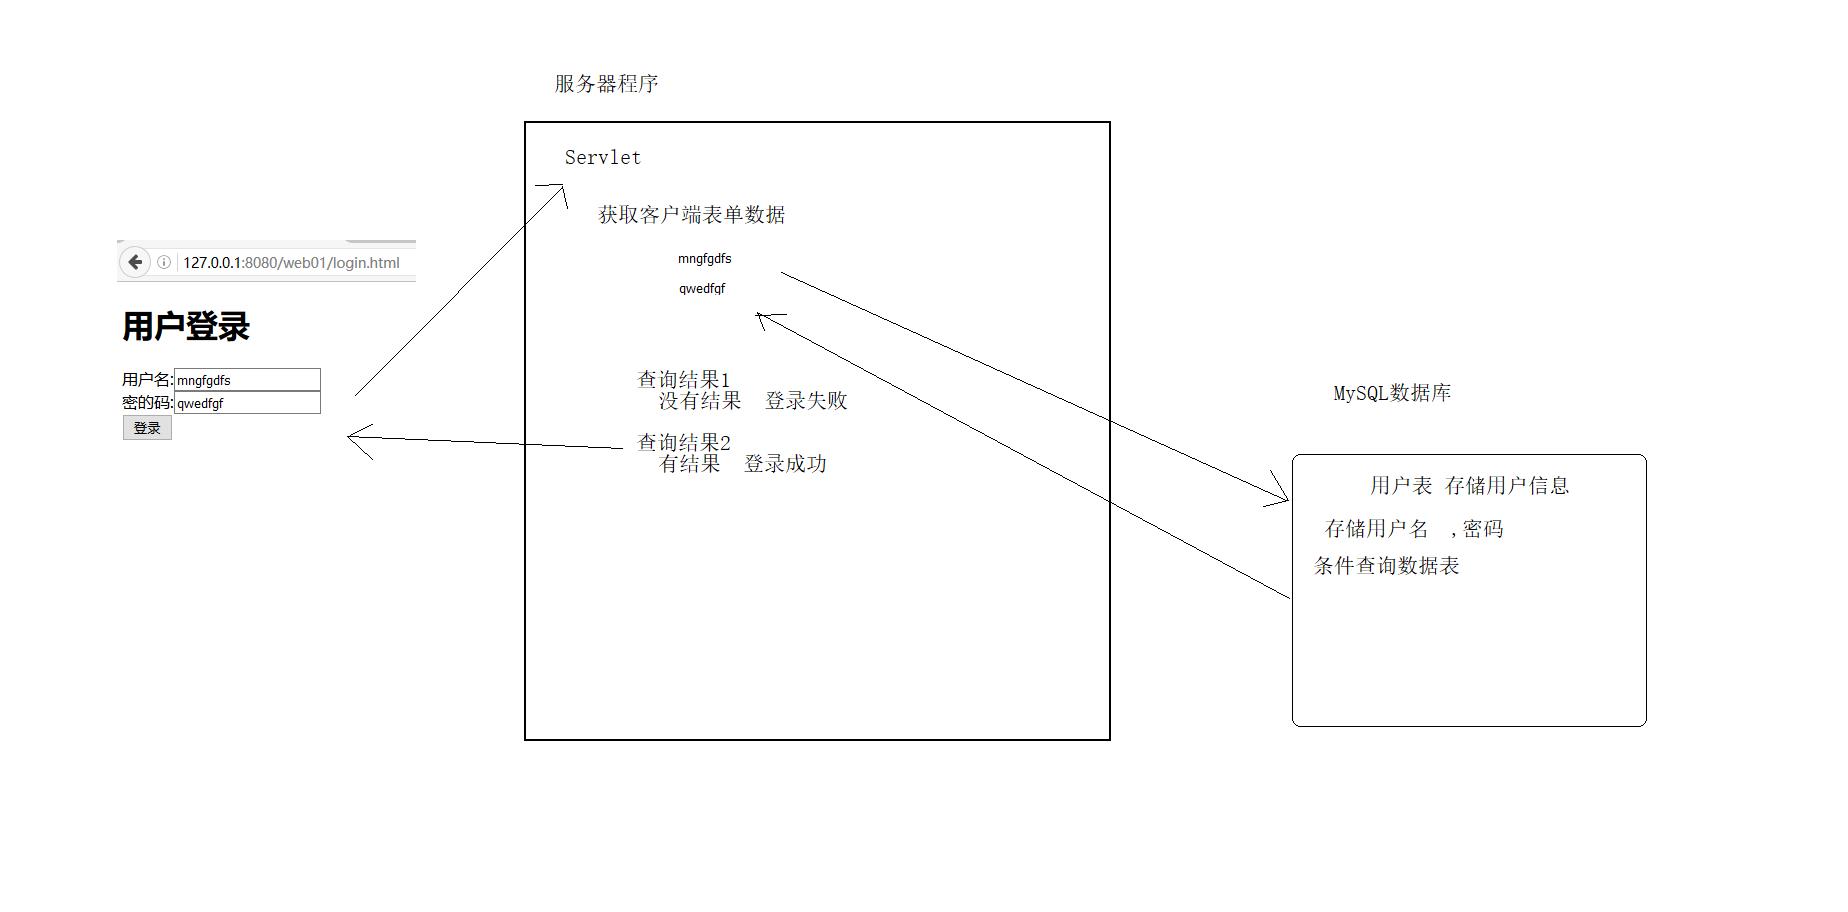 服务器程序
Servlet
获取客户端表单数据
mngfgdfs
qwedfgf
127.0.0.1:8080/web01/login.html
用户登录
用户名:mngfgdfs
密的码:qwedfgf
登录
查询结果1
没有结果 登录失败
查询结果2
有结果 登录成功
MySQL数据库
用户表 存储用户信息
存储用户名 ,密码
条件查询数据表